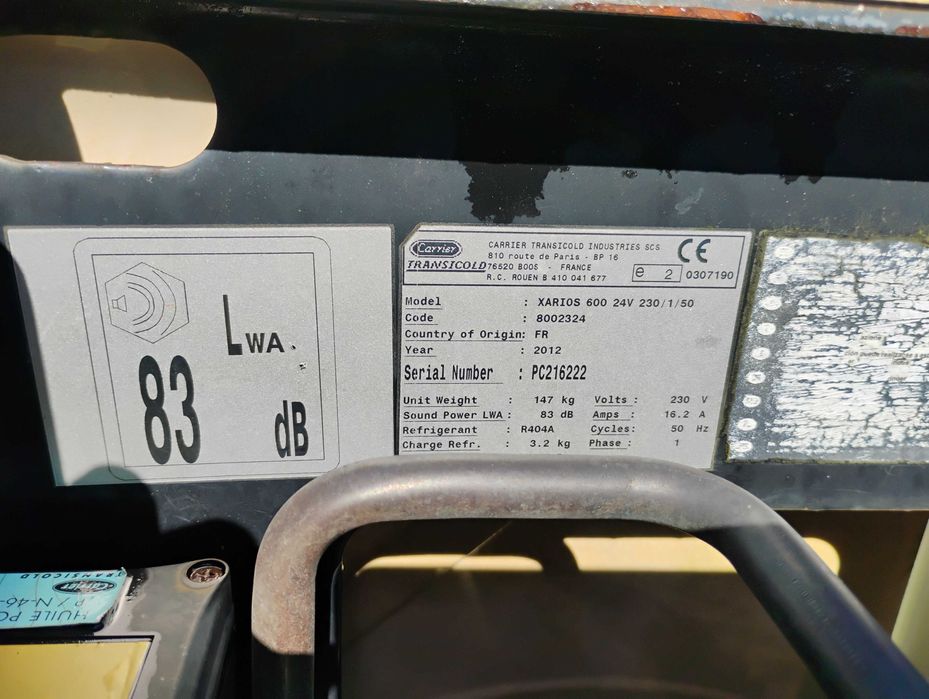 LWA.
83 dB
Carrier
TRANSICOLD
CARRIER TRANSICOLD INDUSTRIES SCS
810 route de Paris - BP 16
76520 BOOS - FRANCE
R.C. ROUEN B 410 041 677
CE
e 2 0307190
Model : XARIOS 600 24V 230/1/50
Code : 8002324
Country of Origin: FR
Year : 2012
Serial Number : PC216222
Unit Weight : 147 kg Volts : 230 V
Sound Power LWA : 83 dB Amps : 16.2 A
Refrigerant : R404A Cycles: 50 Hz
Charge Refr. : 3.2 kg Phase : 1
Carrier
TRANSICOLD
HUILE PO